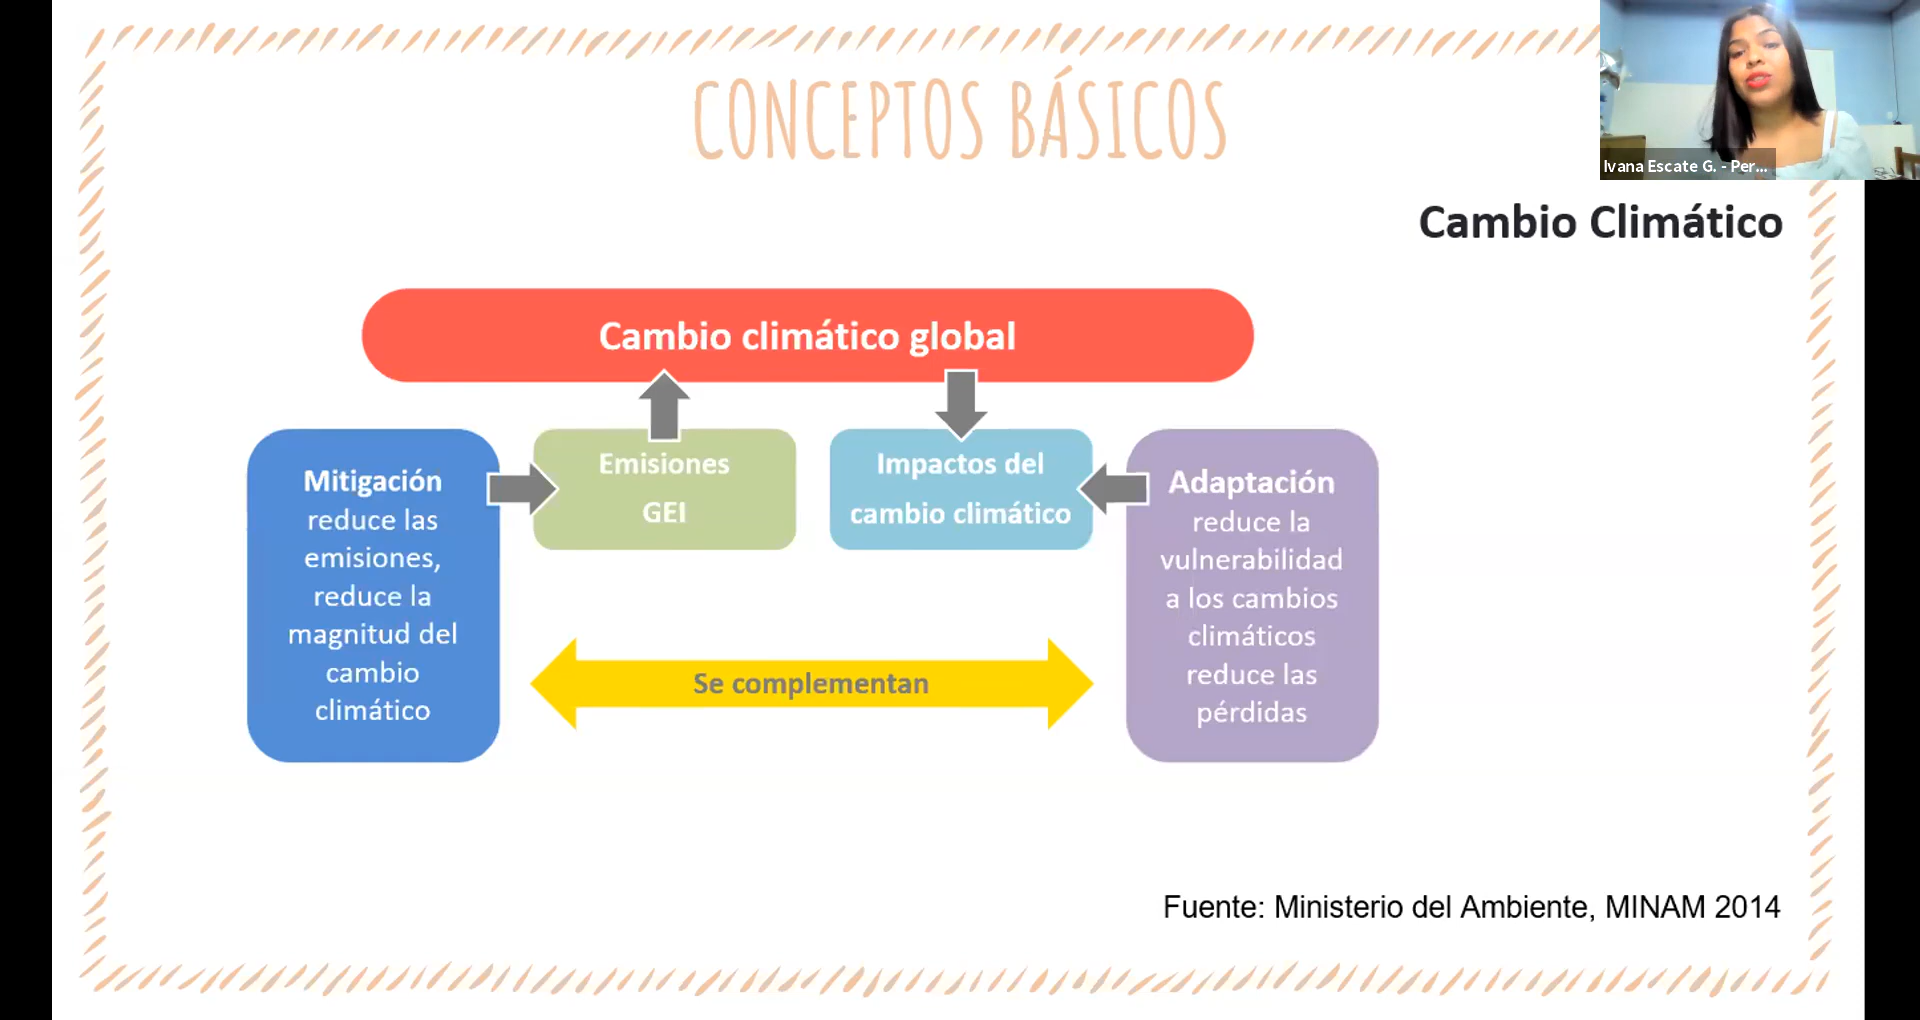 CONCEPTOS BÁSICOS
Ivana Escate G. - Per...
Cambio Climático
Cambio climático global
Mitigación
reduce las
emisiones,
reduce la
magnitud del
cambio
climático
Emisiones
GEI
Impactos del
cambio climático
Adaptación
reduce la
vulnerabilidad
a los cambios
climáticos
reduce las
pérdidas
Se complementan
Fuente: Ministerio del Ambiente, MINAM 2014